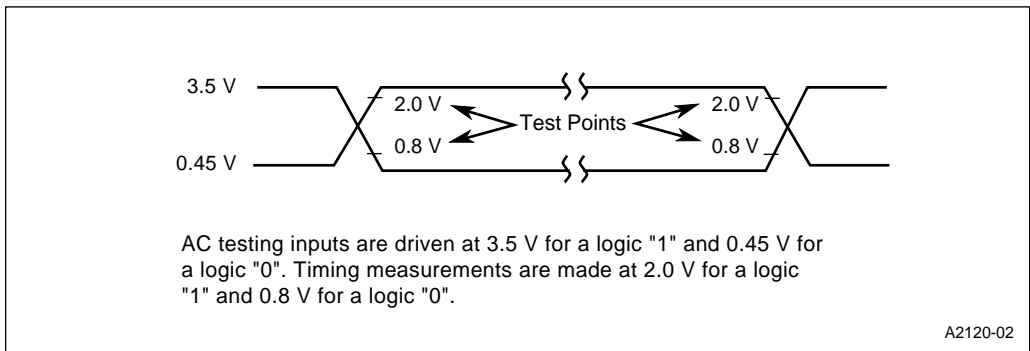 3.5 V
2.0 V
2.0 V
Test Points
0.8 V
0.8 V
0.45 V
AC testing inputs are driven at 3.5 V for a logic "1" and 0.45 V for
a logic "0". Timing measurements are made at 2.0 V for a logic
"1" and 0.8 V for a logic "0".
A2120-02